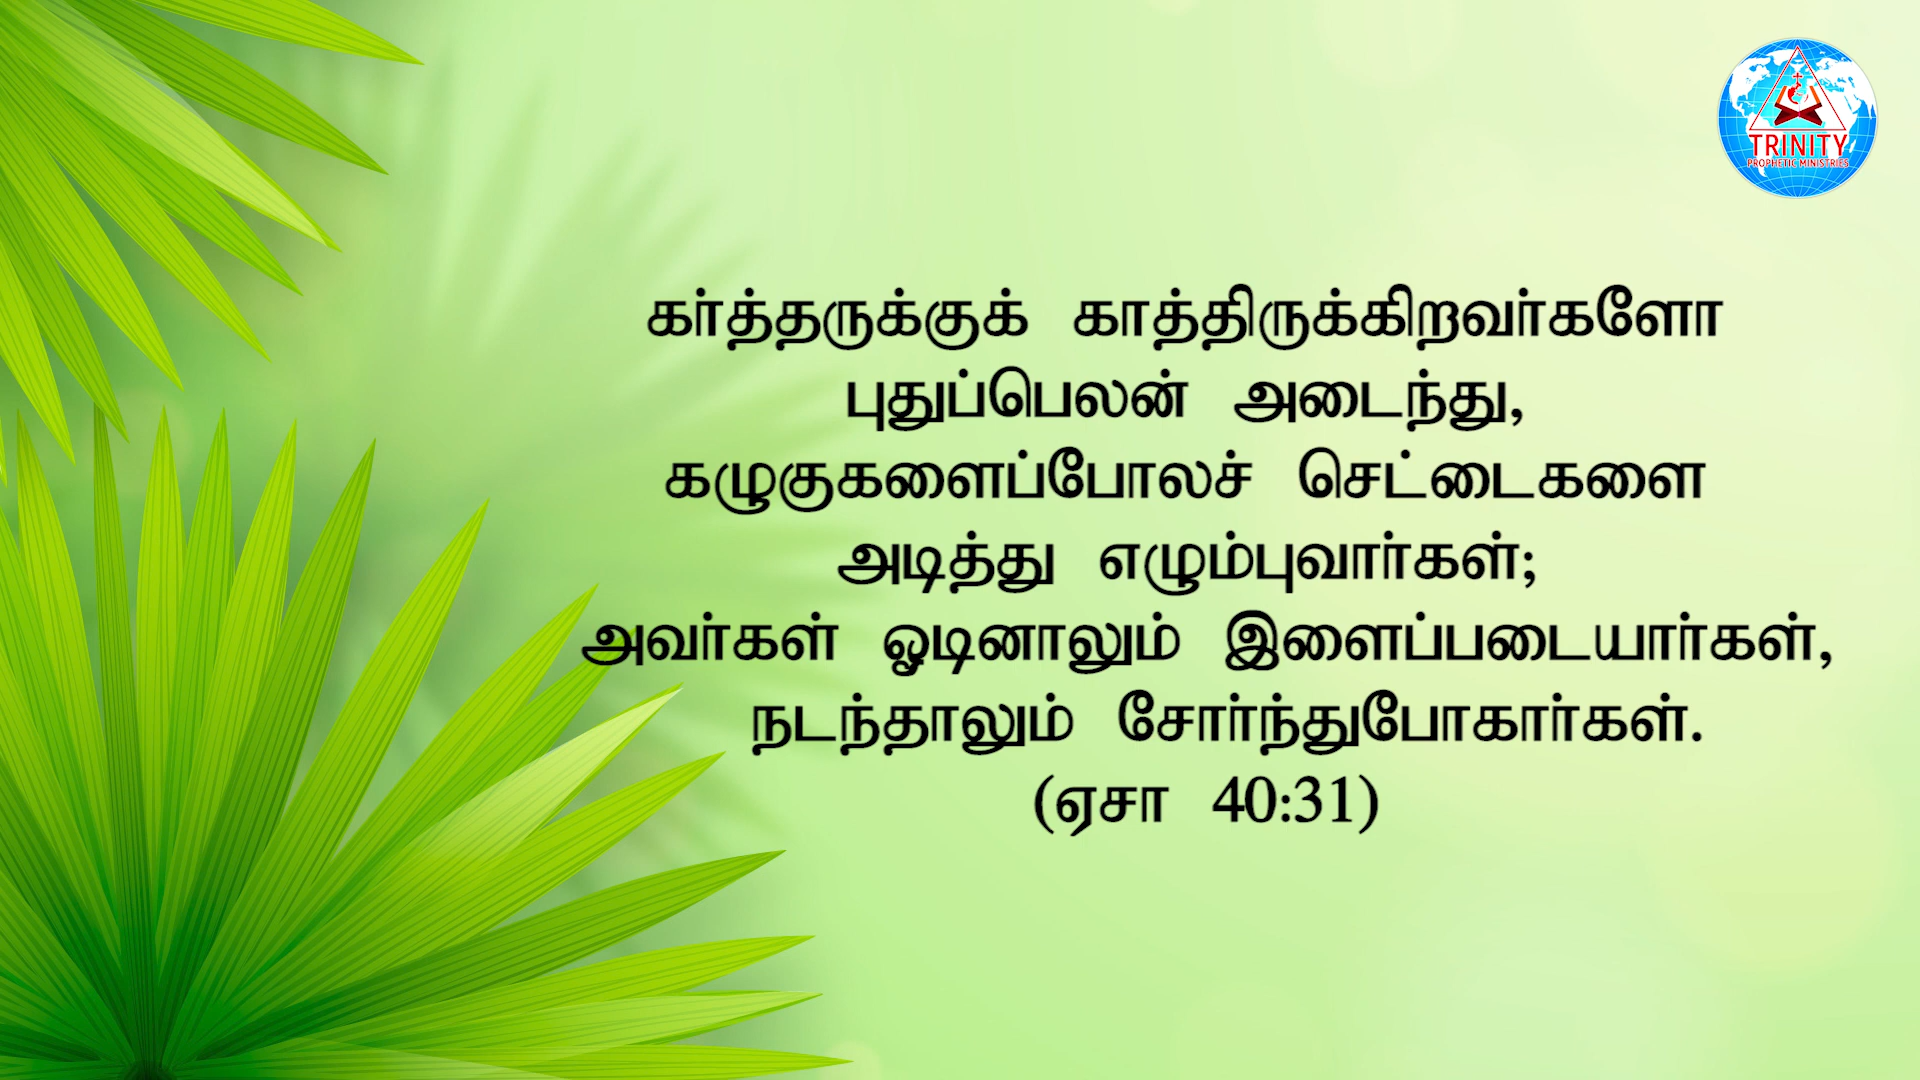 TRINITY
PROPHETIC MINISTRIES
கர்த்தருக்குக் காத்திருக்கிறவர்களோ
புதுப்பெலன் அடைந்து,
கழுகுகளைப்போலச் செட்டைகளை
அடித்து எழும்புவார்கள்;
அவர்கள் ஓடினாலும் இளைப்படையார்கள்,
நடந்தாலும் சோர்ந்துபோகார்கள்.
(ஏசா 40:31)